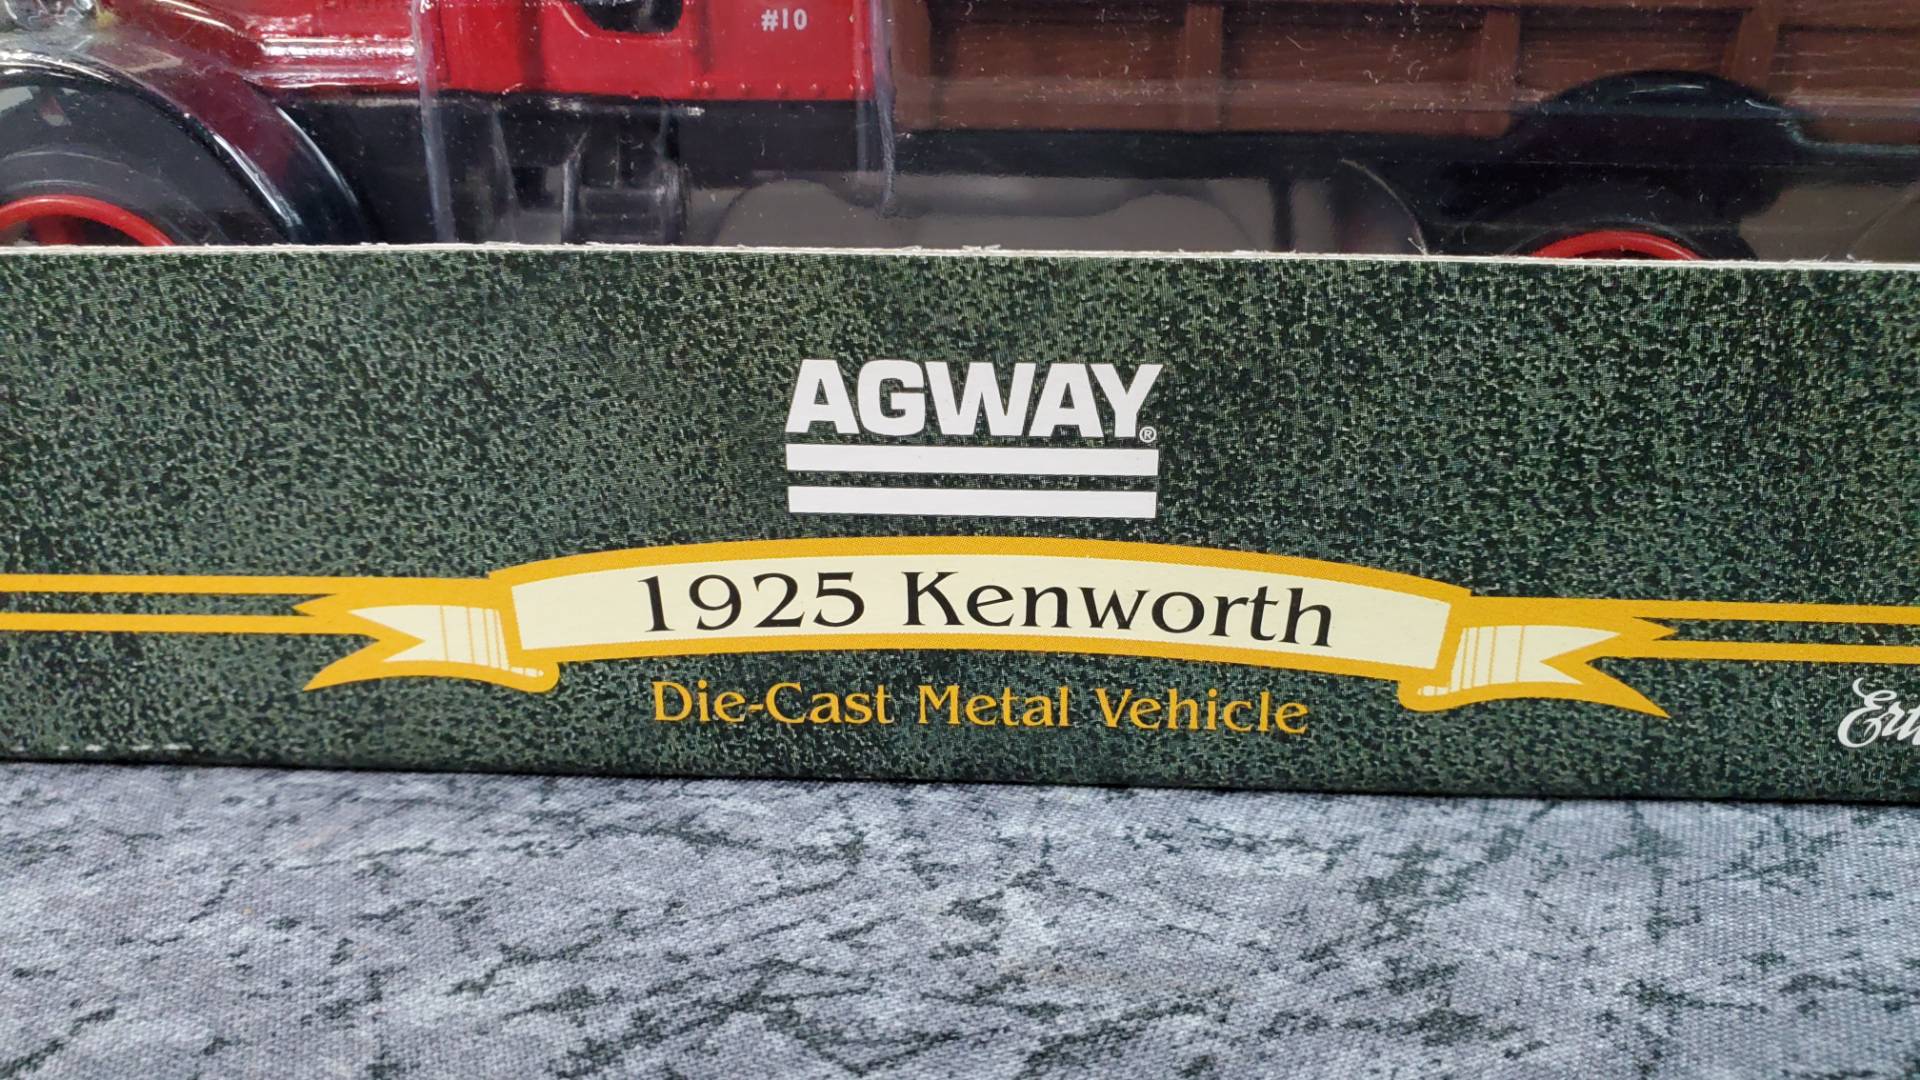 #10
AGWAY®
1925 Kenworth
Die-Cast Metal Vehicle